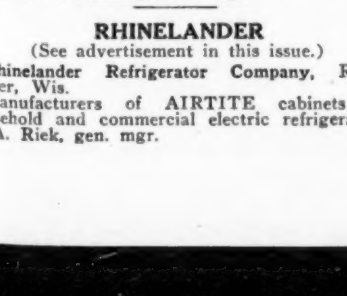 RHINELANDER
(See advertisement in this issue.)
hinelander Refrigerator Company, R
er, Wis.
anufacturers of AIRTITE cabinets
ehold and commercial electric refrigera
A. Riek, gen. mgr.